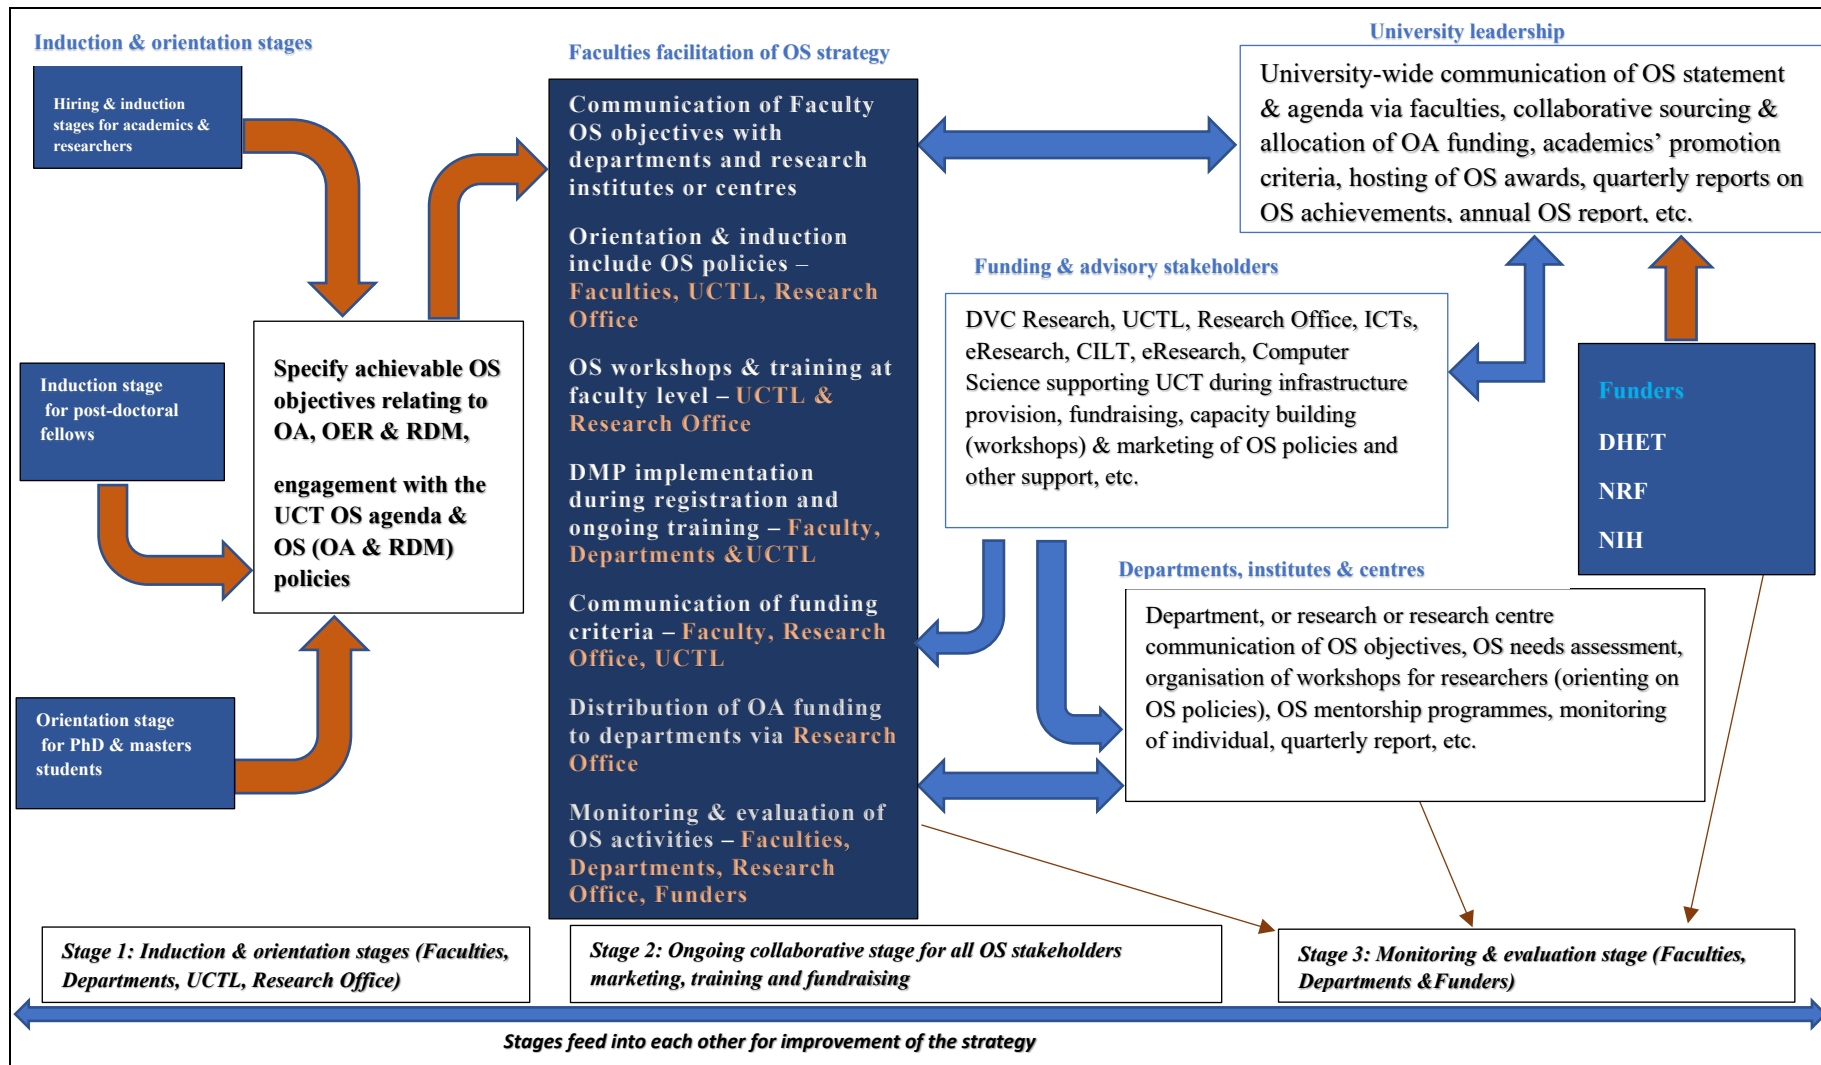 Induction & orientation stages
Hiring & induction
stages for academics &
researchers
Induction stage
for post-doctoral
fellows
Orientation stage
for PhD & masters
students
Specify achievable OS
objectives relating to
OA, OER & RDM,
engagement with the
UCT OS agenda &
OS (OA & RDM)
policies
Faculties facilitation of OS strategy
Communication of Faculty
OS objectives with
departments and research
institutes or centres
Orientation & induction
include OS policies –
Faculties, UCTL, Research
Office
OS workshops & training at
faculty level – UCTL &
Research Office
DMP implementation
during registration and
ongoing training – Faculty,
Departments &UCTL
Communication of funding
criteria – Faculty, Research
Office, UCTL
Distribution of OA funding
to departments via Research
Office
Monitoring & evaluation of
OS activities – Faculties,
Departments, Research
Office, Funders
University leadership
University-wide communication of OS statement
& agenda via faculties, collaborative sourcing &
allocation of OA funding, academics’ promotion
criteria, hosting of OS awards, quarterly reports on
OS achievements, annual OS report, etc.
Funding & advisory stakeholders
DVC Research, UCTL, Research Office, ICTs,
eResearch, CILT, eResearch, Computer
Science supporting UCT during infrastructure
provision, fundraising, capacity building
(workshops) & marketing of OS policies and
other support, etc.
Funders
DHET
NRF
NIH
Departments, institutes & centres
Department, or research or research centre
communication of OS objectives, OS needs assessment,
organisation of workshops for researchers (orienting on
OS policies), OS mentorship programmes, monitoring
of individual, quarterly report, etc.
Stage 1: Induction & orientation stages (Faculties,
Departments, UCTL, Research Office)
Stage 2: Ongoing collaborative stage for all OS stakeholders
marketing, training and fundraising
Stage 3: Monitoring & evaluation stage (Faculties,
Departments &Funders)
Stages feed into each other for improvement of the strategy